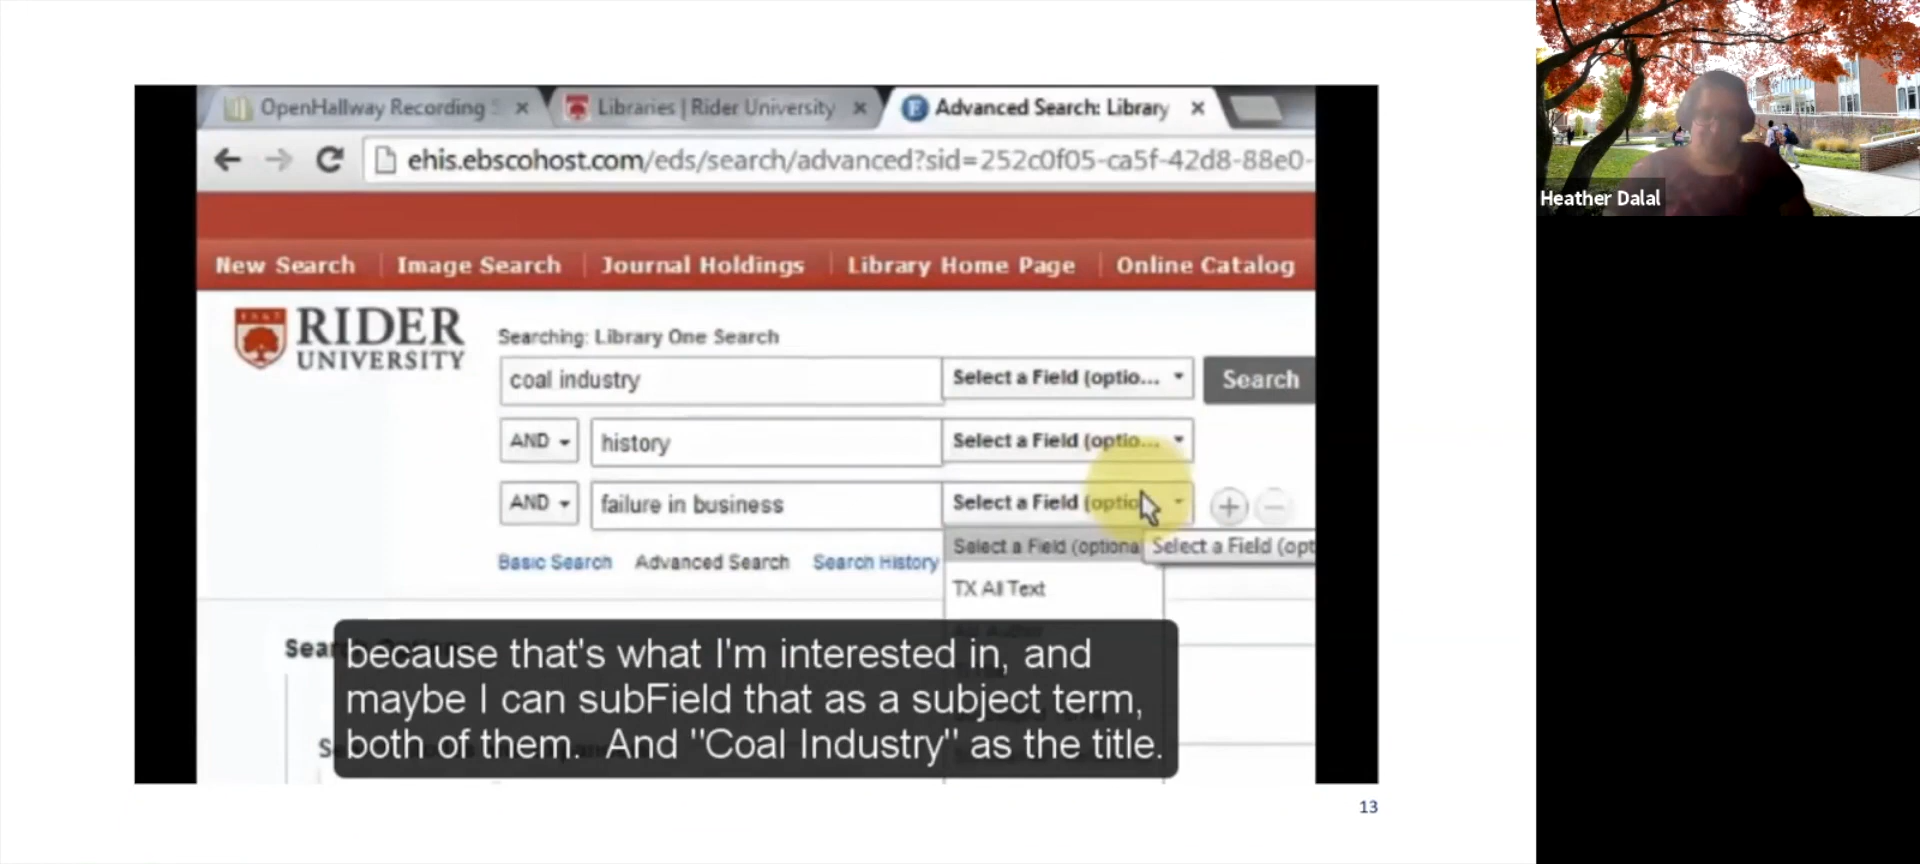 OpenHallway Recording
Libraries | Rider University
Advanced Search: Library
ehis.ebscohost.com/eds/search/advanced?sid=252c0f05-ca5f-42d8-88e0-
New Search
Image Search
Journal Holdings
Library Home Page
Online Catalog
RIDER
UNIVERSITY
Searching: Library One Search
coal industry
Select a Field (optio...
Search
AND
history
Select a Field (optio...
AND
failure in business
Select a Field (optio
Select a Field (optiona
Select a Field (opt
Basic Search
Advanced Search
Search History
TX All Text
because that's what I'm interested in, and
maybe I can subField that as a subject term,
both of them. And "Coal Industry" as the title.
13
Heather Dalal